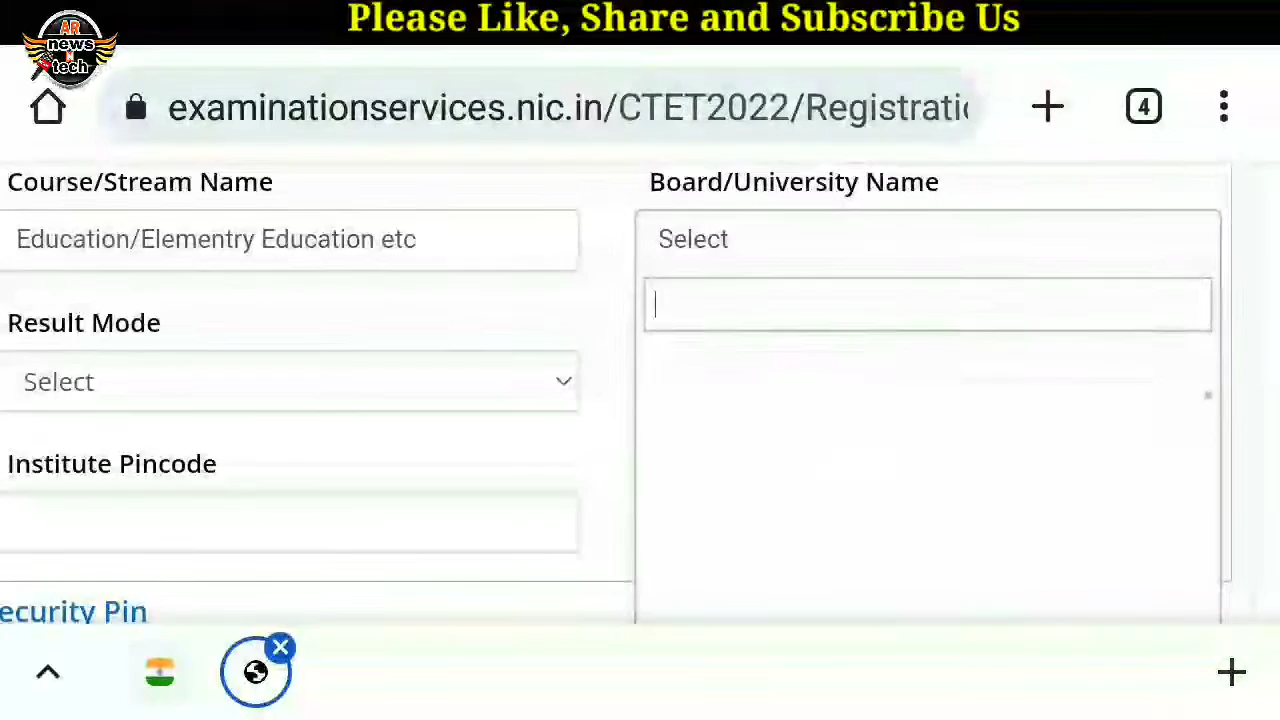 Please Like, Share and Subscribe Us
AR
news
N
tech
examinationservices.nic.in/CTET2022/Registratic
4
Course/Stream Name
Board/University Name
Education/Elementry Education etc
Select
Result Mode
Select
Institute Pincode
ecurity Pin